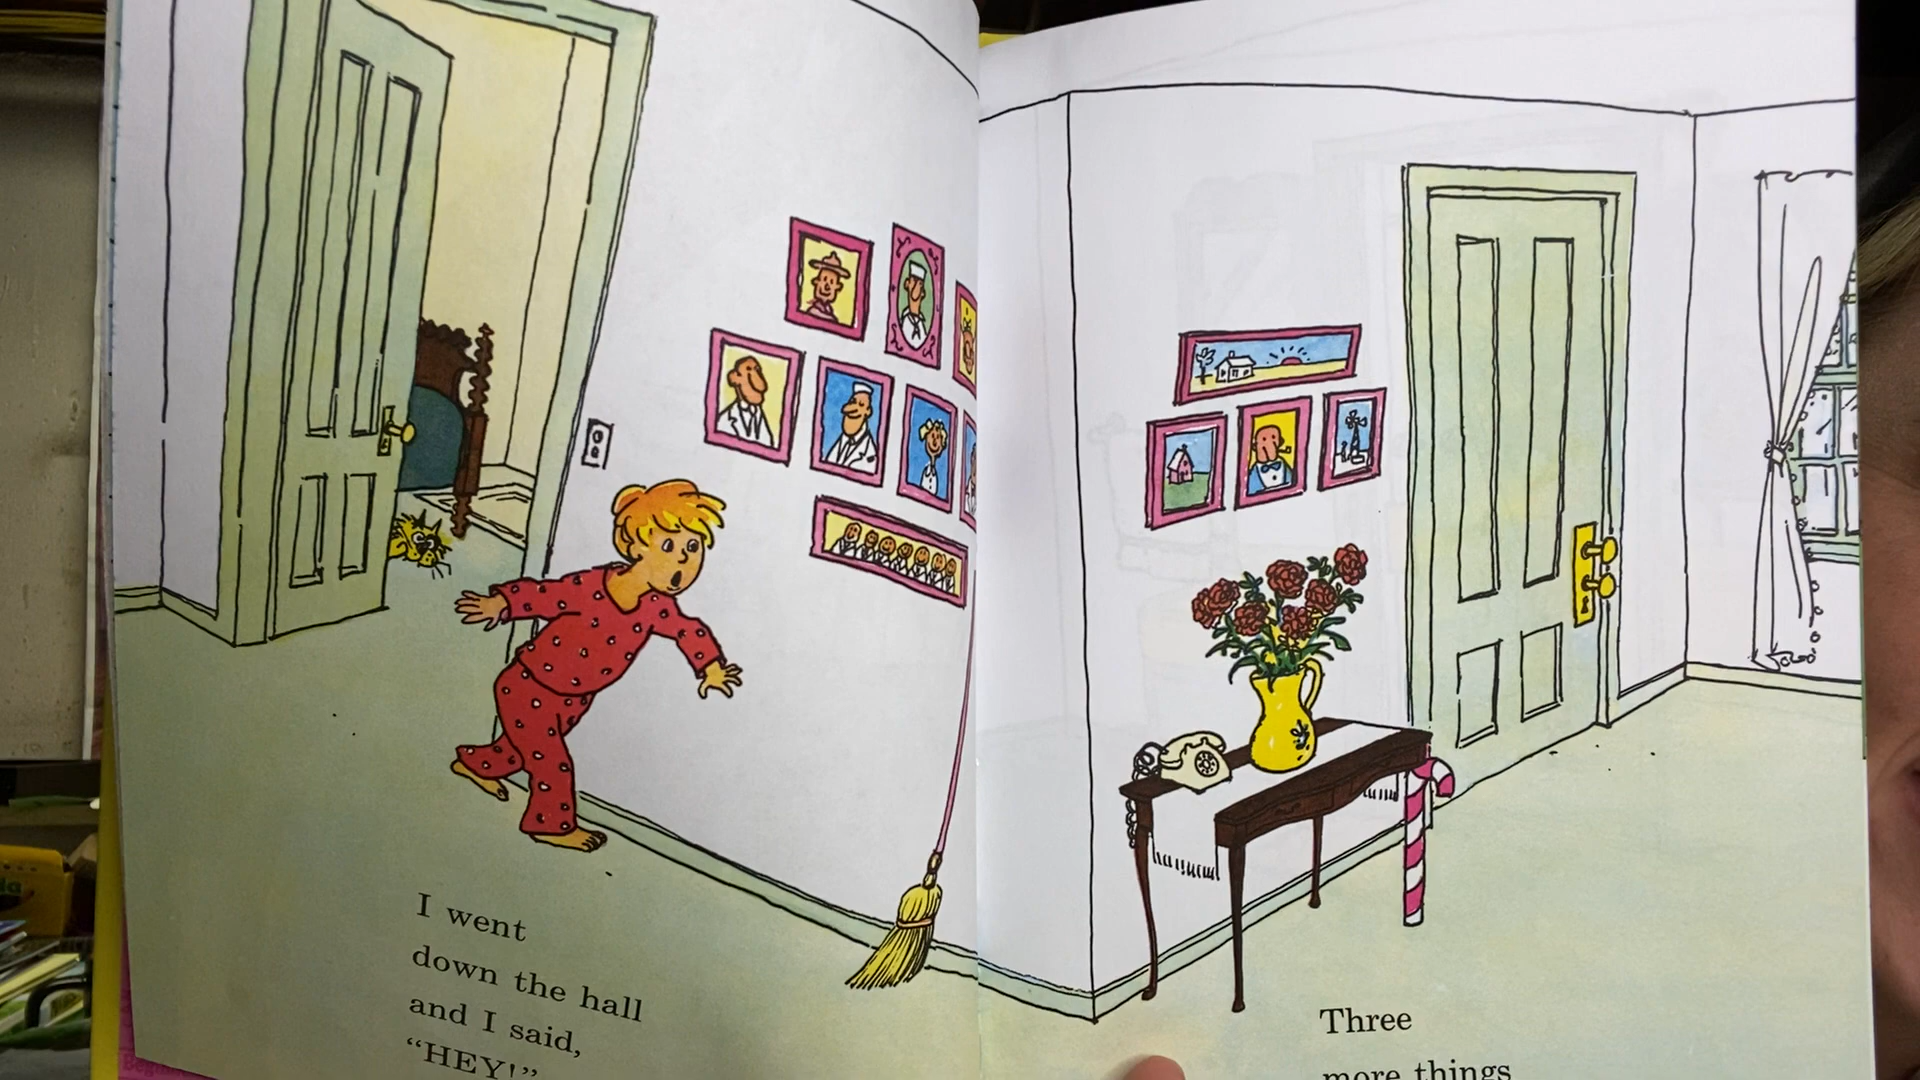 I went
down the hall
and I said,
“HEY!”
Three
more things